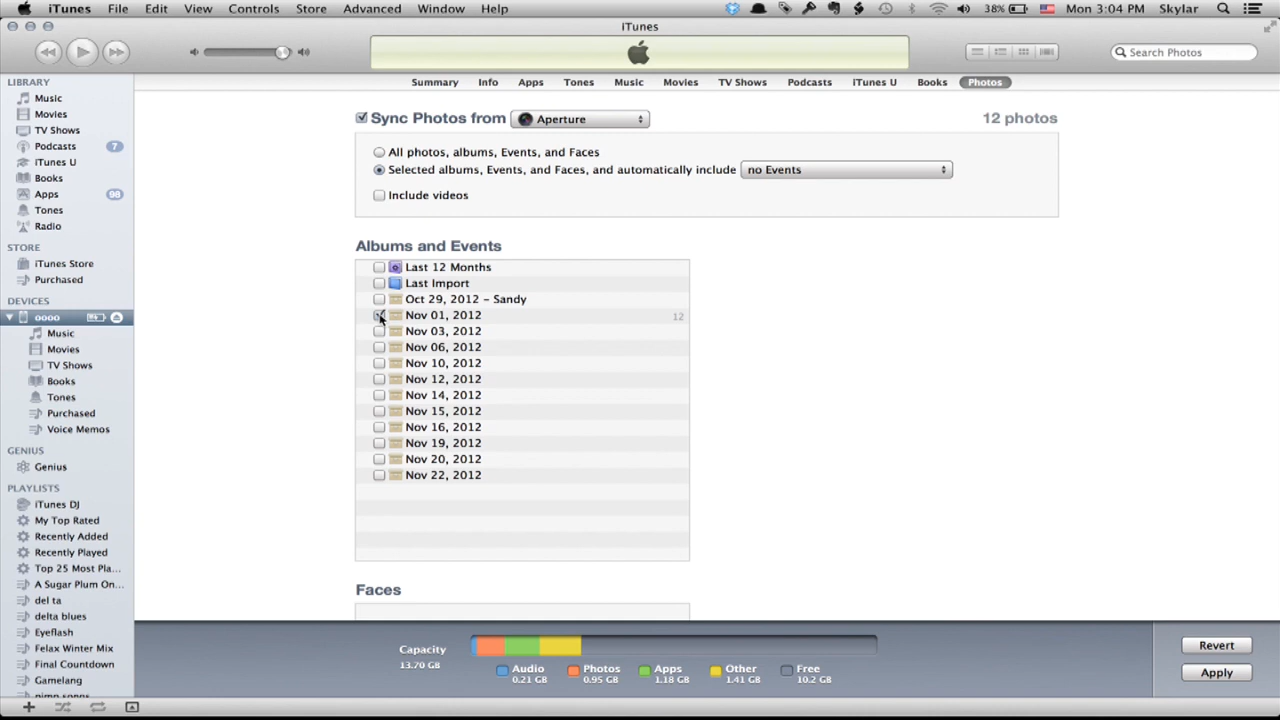 iTunes File Edit View Controls Store Advanced Window Help 38% Mon 3:04 PM Skylar
iTunes
Search Photos
LIBRARY
Music
Movies
TV Shows
Podcasts 7
iTunes U
Books
Apps 98
Tones
Radio
STORE
iTunes Store
Purchased
DEVICES
oooo
Music
Movies
TV Shows
Books
Tones
Purchased
Voice Memos
GENIUS
Genius
PLAYLISTS
iTunes DJ
My Top Rated
Recently Added
Recently Played
Top 25 Most Pla...
A Sugar Plum On...
del ta
delta blues
Eyeflash
Felax Winter Mix
Final Countdown
Gamelang
Summary Info Apps Tones Music Movies TV Shows Podcasts iTunes U Books Photos
Sync Photos from Aperture 12 photos
All photos, albums, Events, and Faces
Selected albums, Events, and Faces, and automatically include no Events
Include videos
Albums and Events
Last 12 Months
Last Import
Oct 29, 2012 – Sandy
Nov 01, 2012 12
Nov 03, 2012
Nov 06, 2012
Nov 10, 2012
Nov 12, 2012
Nov 14, 2012
Nov 15, 2012
Nov 16, 2012
Nov 19, 2012
Nov 20, 2012
Nov 22, 2012
Faces
Capacity
13.70 GB
Audio Photos Apps Other Free
0.21 GB 0.95 GB 1.18 GB 1.41 GB 10.2 GB
Revert
Apply